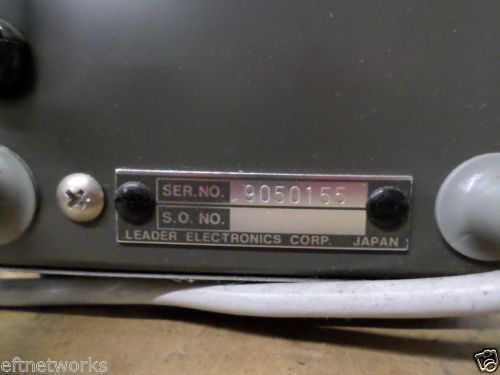 SER.NO. 9050155
S.O. NO.
LEADER ELECTRONICS CORP. JAPAN
eftnetworks